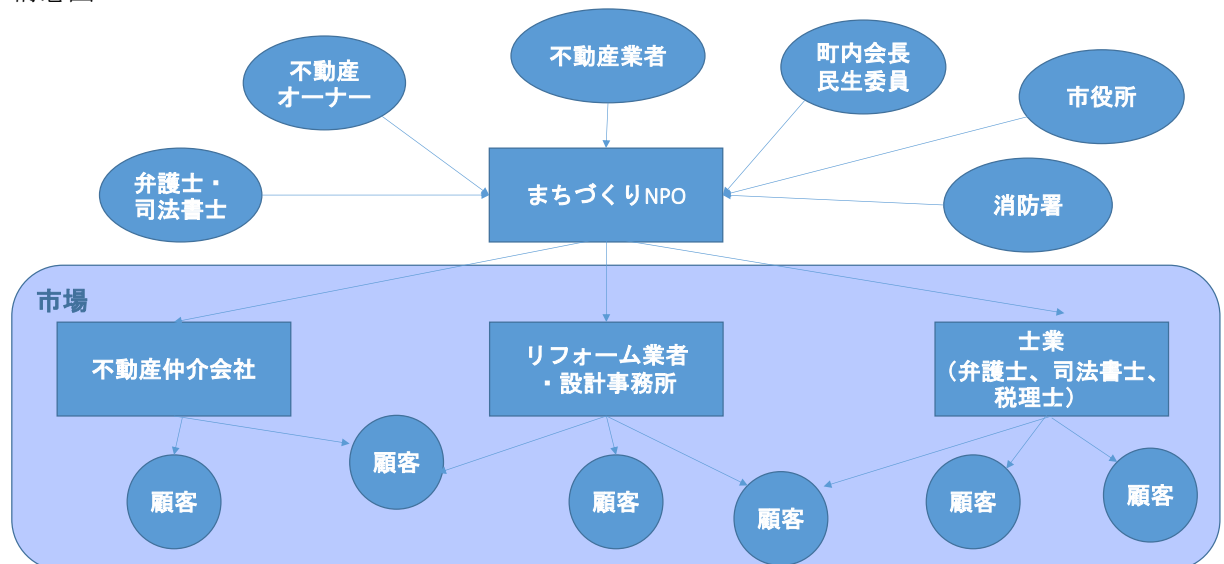 不動産
オーナー
不動産業者
町内会長
民生委員
市役所
弁護士・
司法書士
まちづくりNPO
消防署
市場
不動産仲介会社
リフォーム業者
・設計事務所
士業
（弁護士、司法書士、
税理士）
顧客
顧客
顧客
顧客
顧客
顧客